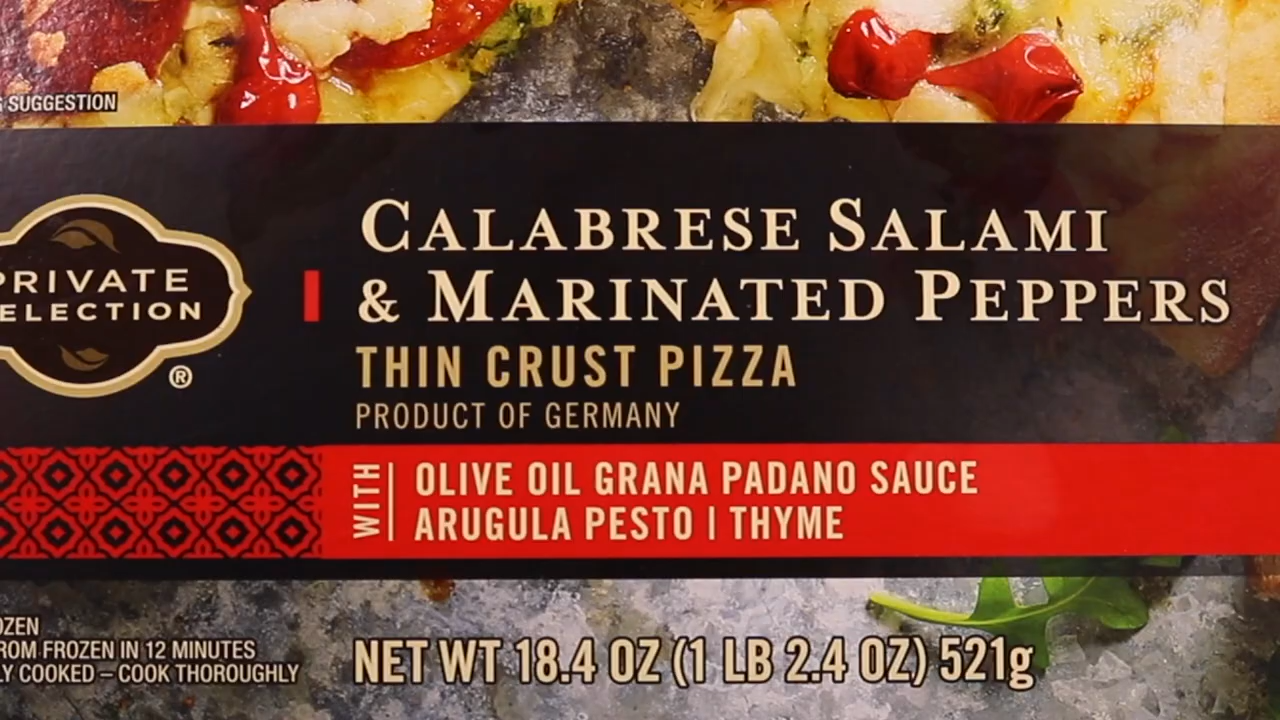 SUGGESTION
PRIVATE
SELECTION
®
CALABRESE SALAMI
& MARINATED PEPPERS
THIN CRUST PIZZA
PRODUCT OF GERMANY
WITH
OLIVE OIL GRANA PADANO SAUCE
ARUGULA PESTO | THYME
OZEN
ROM FROZEN IN 12 MINUTES
LY COOKED – COOK THOROUGHLY
NET WT 18.4 OZ (1 LB 2.4 OZ) 521g